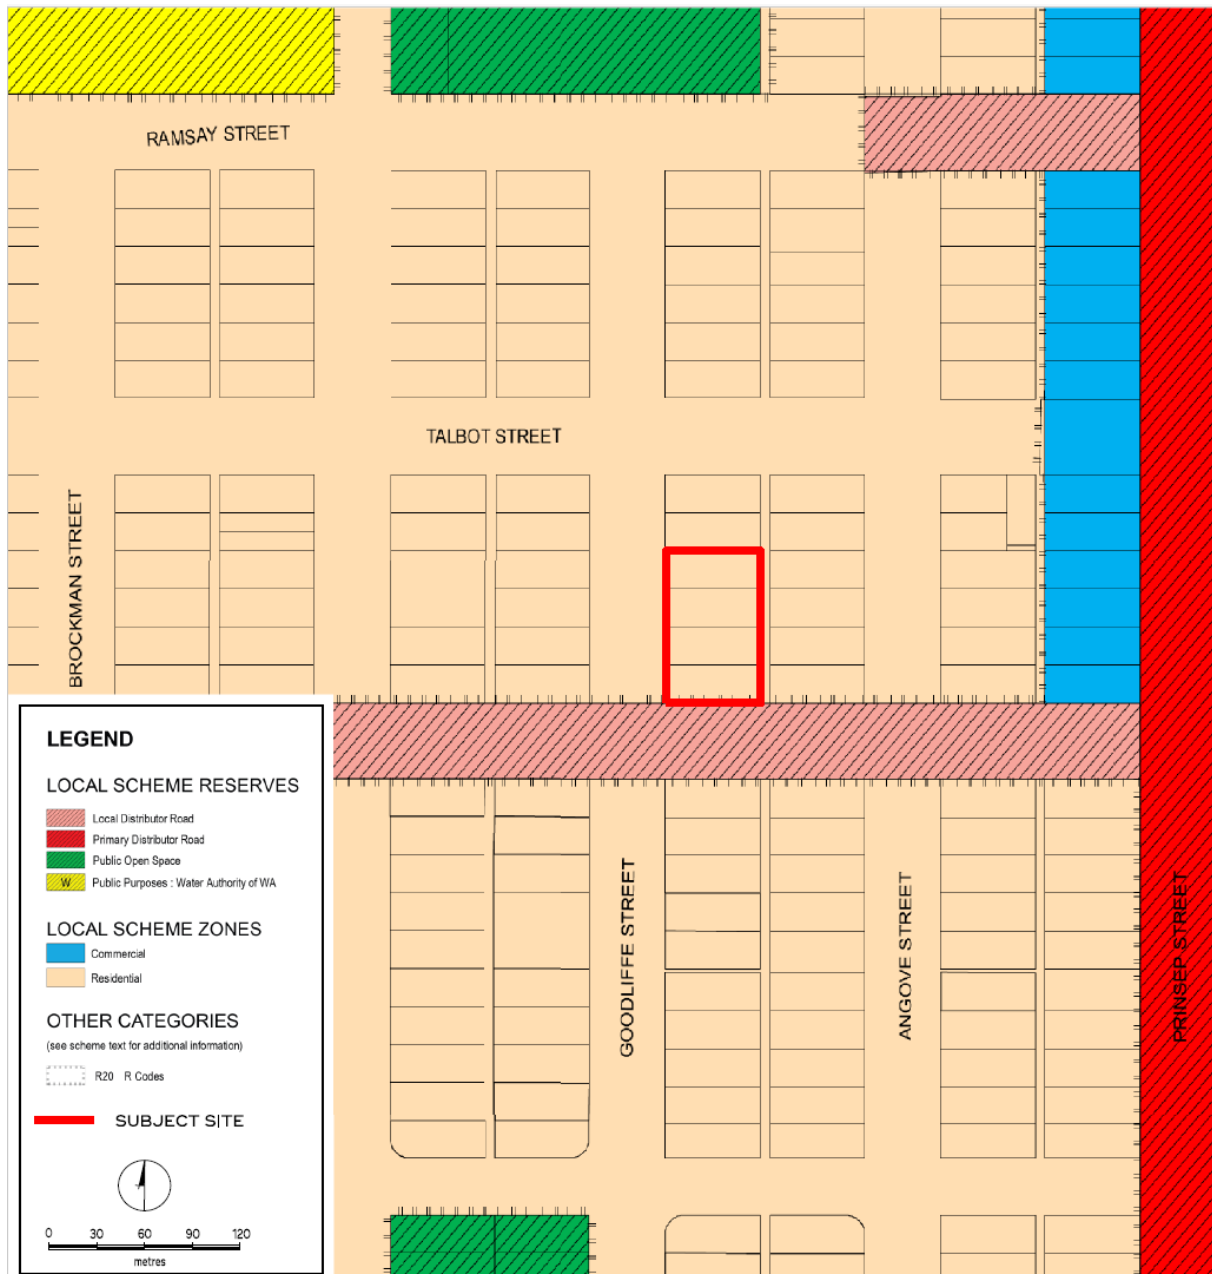 RAMSAY STREET
TALBOT STREET
BROCKMAN STREET
GOODLIFFE STREET
ANGOVE STREET
PRINSEP STREET
LEGEND
LOCAL SCHEME RESERVES
Local Distributor Road
Primary Distributor Road
Public Open Space
W Public Purposes : Water Authority of WA
LOCAL SCHEME ZONES
Commercial
Residential
OTHER CATEGORIES
(see scheme text for additional information)
R20 R Codes
SUBJECT SITE
0 30 60 90 120
metres